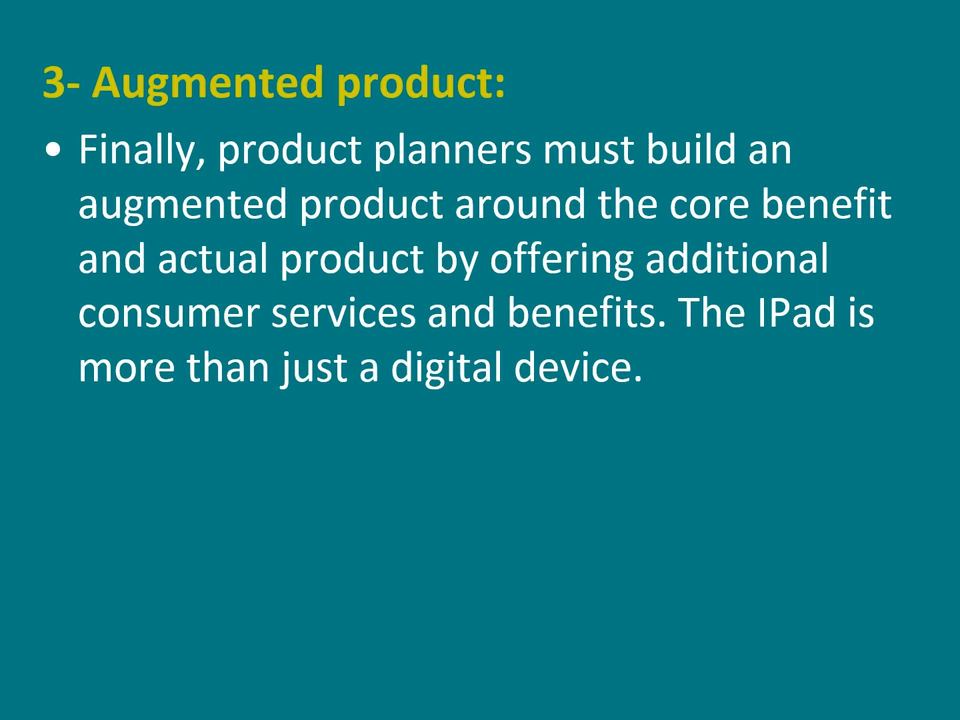 3- Augmented product:
• Finally, product planners must build an
augmented product around the core benefit
and actual product by offering additional
consumer services and benefits. The IPad is
more than just a digital device.